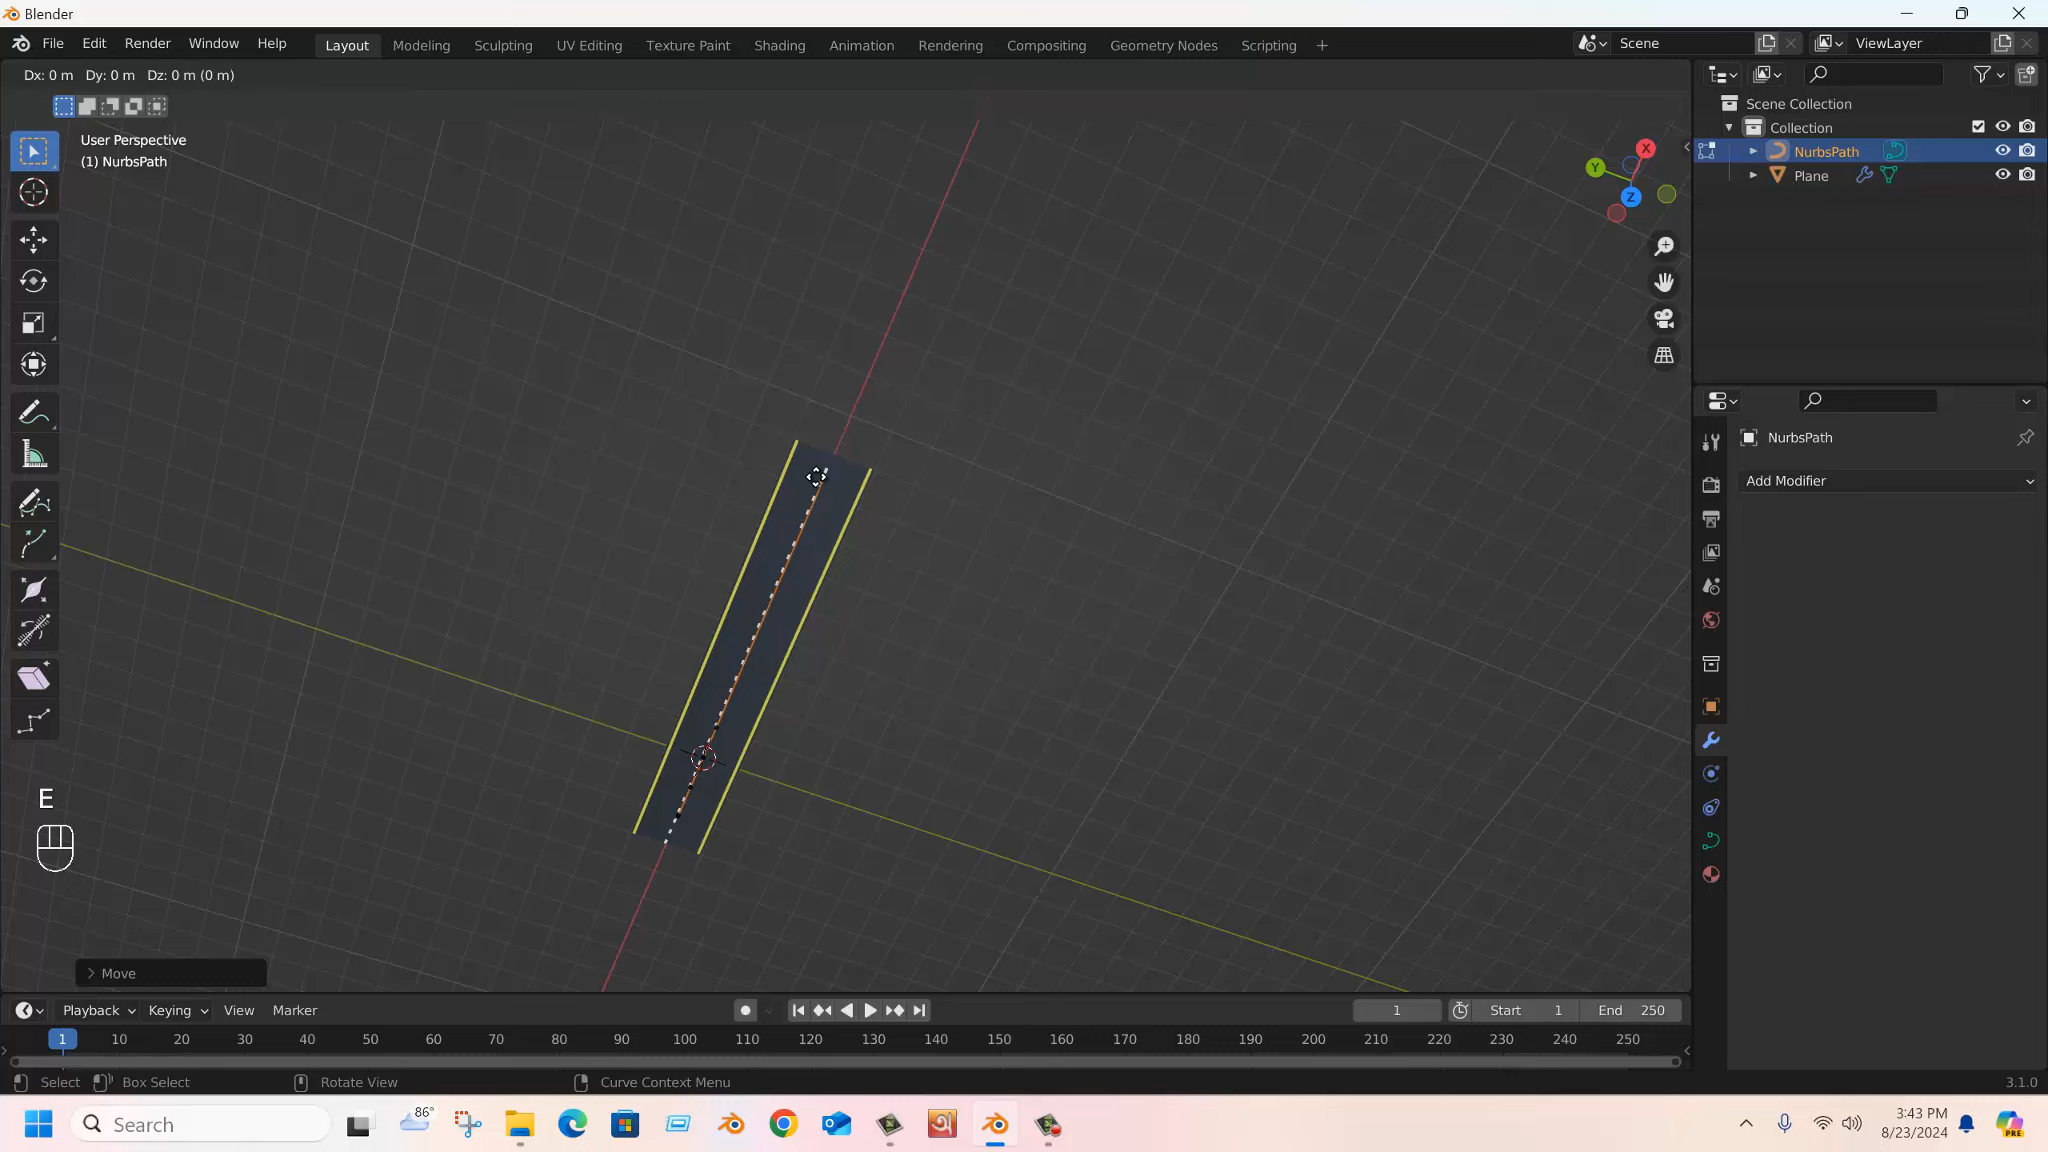 Blender
File Edit Render Window Help Layout Modeling Sculpting UV Editing Texture Paint Shading Animation Rendering Compositing Geometry Nodes Scripting + Scene ViewLayer
Dx: 0 m Dy: 0 m Dz: 0 m (0 m)
User Perspective
(1) NurbsPath
X
Y
Z
Scene Collection
Collection
NurbsPath
Plane
NurbsPath
Add Modifier
E
Move
Playback Keying View Marker 1 Start 1 End 250
1 10 20 30 40 50 60 70 80 90 100 110 120 130 140 150 160 170 180 190 200 210 220 230 240 250
Select Box Select Rotate View Curve Context Menu 3.1.0
Search 86° 3:43 PM
8/23/2024
PRE